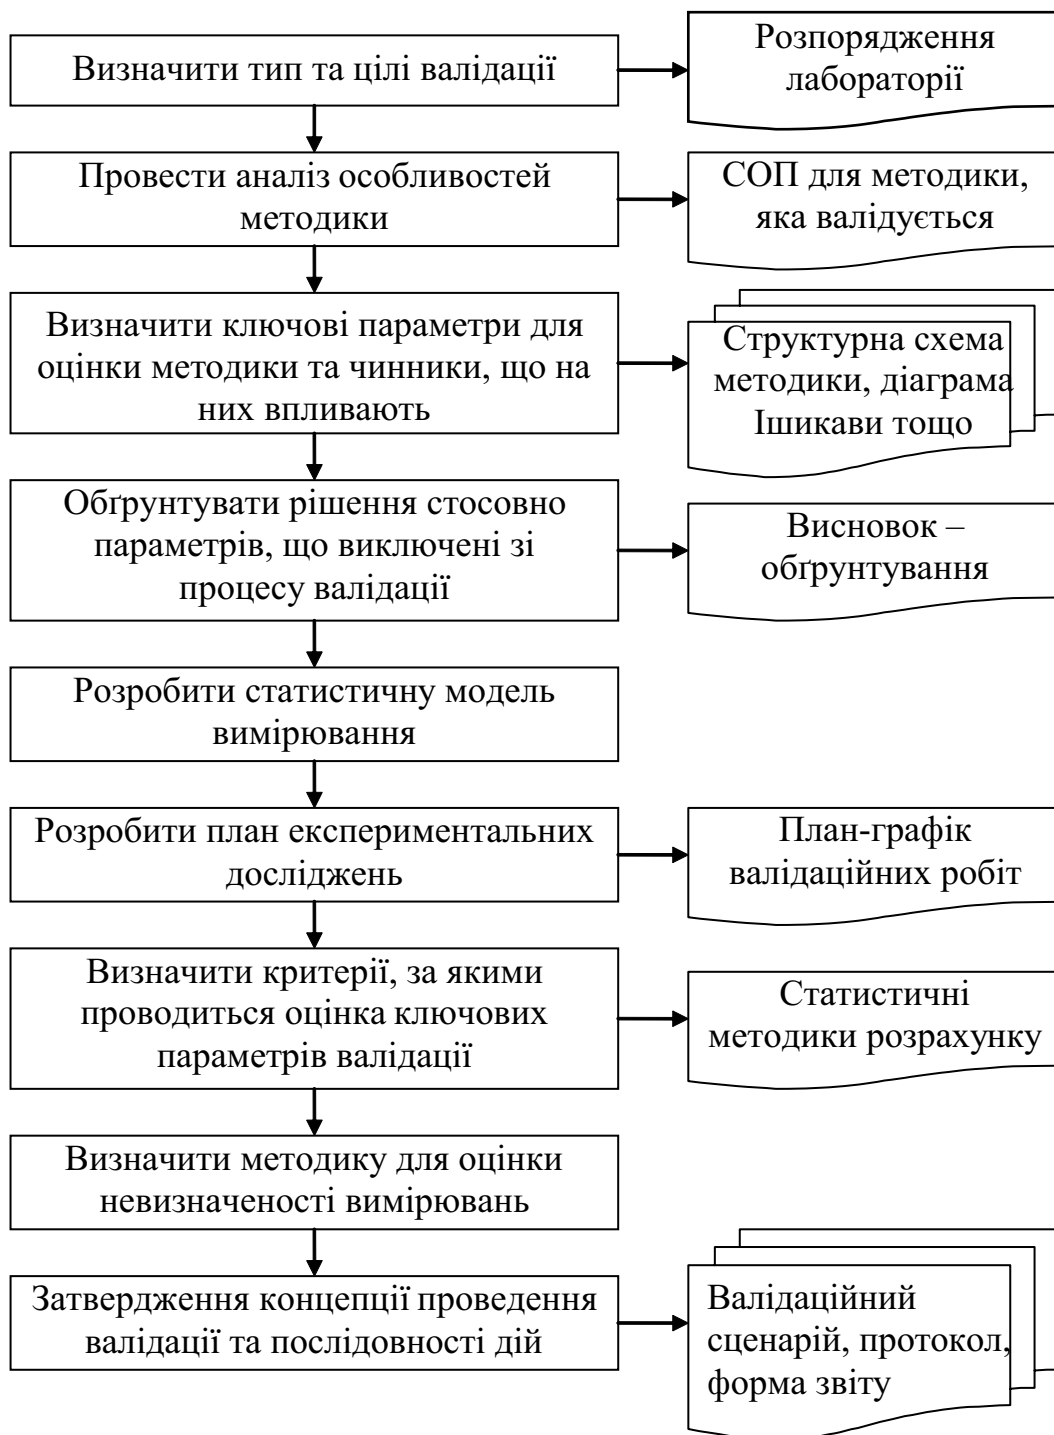 Визначити тип та цілі валідації
Розпорядження
лабораторії
Провести аналіз особливостей
методики
СОП для методики,
яка валідується
Визначити ключові параметри для
оцінки методики та чинники, що на
них впливають
Структурна схема
методики, діаграма
Ішикави тощо
Обґрунтувати рішення стосовно
параметрів, що виключені зі
процесу валідації
Висновок –
обґрунтування
Розробити статистичну модель
вимірювання
Розробити план експериментальних
досліджень
План-графік
валідаційних робіт
Визначити критерії, за якими
проводиться оцінка ключових
параметрів валідації
Статистичні
методики розрахунку
Визначити методику для оцінки
невизначеності вимірювань
Затвердження концепції проведення
валідації та послідовності дій
Валідаційний
сценарій, протокол,
форма звіту